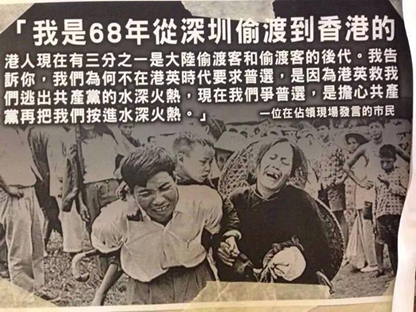 「我是68年從深圳偷渡到香港的
港人現在有三分之一是大陸偷渡客和偷渡客的後代。我告
訴你，我們為何不在港英時代要求普選，是因為港英救我
們逃出共產黨的水深火熱，現在我們爭普選，是擔心共產
黨再把我們按進水深火熱。」
一位在佔領現場發言的市民